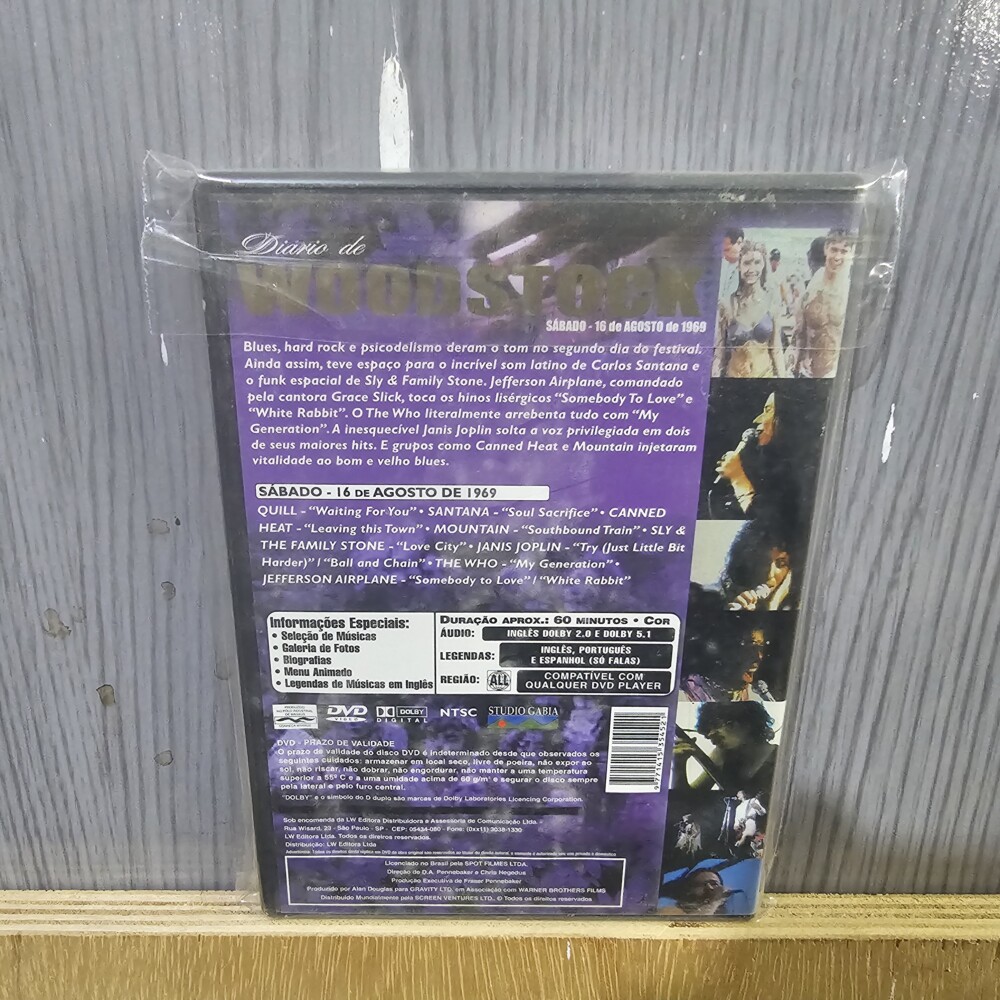 Diário de
WOODSTOCK
SÁBADO - 16 de AGOSTO de 1969
Blues, hard rock e psicodelismo deram o tom no segundo dia do festival.
Ainda assim, teve espaço para o incrível som latino de Carlos Santana e
o funk espacial de Sly & Family Stone. Jefferson Airplane, comandado
pela cantora Grace Slick, toca os hinos lisérgicos “Somebody To Love” e
“White Rabbit”. O The Who literalmente arrebenta tudo com “My
Generation”. A inesquecível Janis Joplin solta a voz privilegiada em dois
de seus maiores hits. E grupos como Canned Heat e Mountain injetaram
vitalidade ao bom e velho blues.
SÁBADO - 16 DE AGOSTO DE 1969
QUILL - “Waiting For You” • SANTANA - “Soul Sacrifice” • CANNED
HEAT - “Leaving this Town” • MOUNTAIN - “Southbound Train” • SLY &
THE FAMILY STONE - “Love City” • JANIS JOPLIN - “Try (Just Little Bit
Harder)” / “Ball and Chain” • THE WHO - “My Generation” •
JEFFERSON AIRPLANE - “Somebody to Love” / “White Rabbit”
Informações Especiais:
• Seleção de Músicas
• Galeria de Fotos
• Biografias
• Menu Animado
• Legendas de Músicas em Inglês
DURAÇÃO APROX.: 60 MINUTOS • COR
ÁUDIO: INGLÊS DOLBY 2.0 E DOLBY 5.1
LEGENDAS: INGLÊS, PORTUGUÊS
E ESPANHOL (SÓ FALAS)
REGIÃO: ALL COMPATÍVEL COM
QUALQUER DVD PLAYER
DVD VIDEO DOLBY DIGITAL NTSC STUDIO GABIA
DVD - PRAZO DE VALIDADE
O prazo de validade do disco DVD é indeterminado desde que observados os
seguintes cuidados: armazenar em local seco, livre de poeira, não expor ao
sol, não riscar, não dobrar, não engordurar, não manter a uma temperatura
superior a 55º C e a uma umidade acima de 60 g/m³ e segurar o disco sempre
pela lateral e pelo furo central.
“DOLBY” e o símbolo do D duplo são marcas de Dolby Laboratories Licencing Corporation.
9 771415 354521
Sob encomenda da LW Editora Distribuidora e Assessoria de Comunicação Ltda. -
Rua Wisard, 23 - São Paulo - SP - CEP: 05434-080 - Fone: (0xx11) 3038-1330
LW Editora Ltda. Todos os direitos reservados.
Distribuição: LW Editora Ltda
Licenciado no Brasil pela SPOT FILMES LTDA.
Direção de D.A. Pennebaker e Chris Hegedus
Produção Executiva de Frazer Pennebaker
Produzido por Alan Douglas para GRAVITY LTD. em Associação com WARNER BROTHERS FILMS
Distribuído Mundialmente pela SCREEN VENTURES LTD. © Todos os direitos reservados